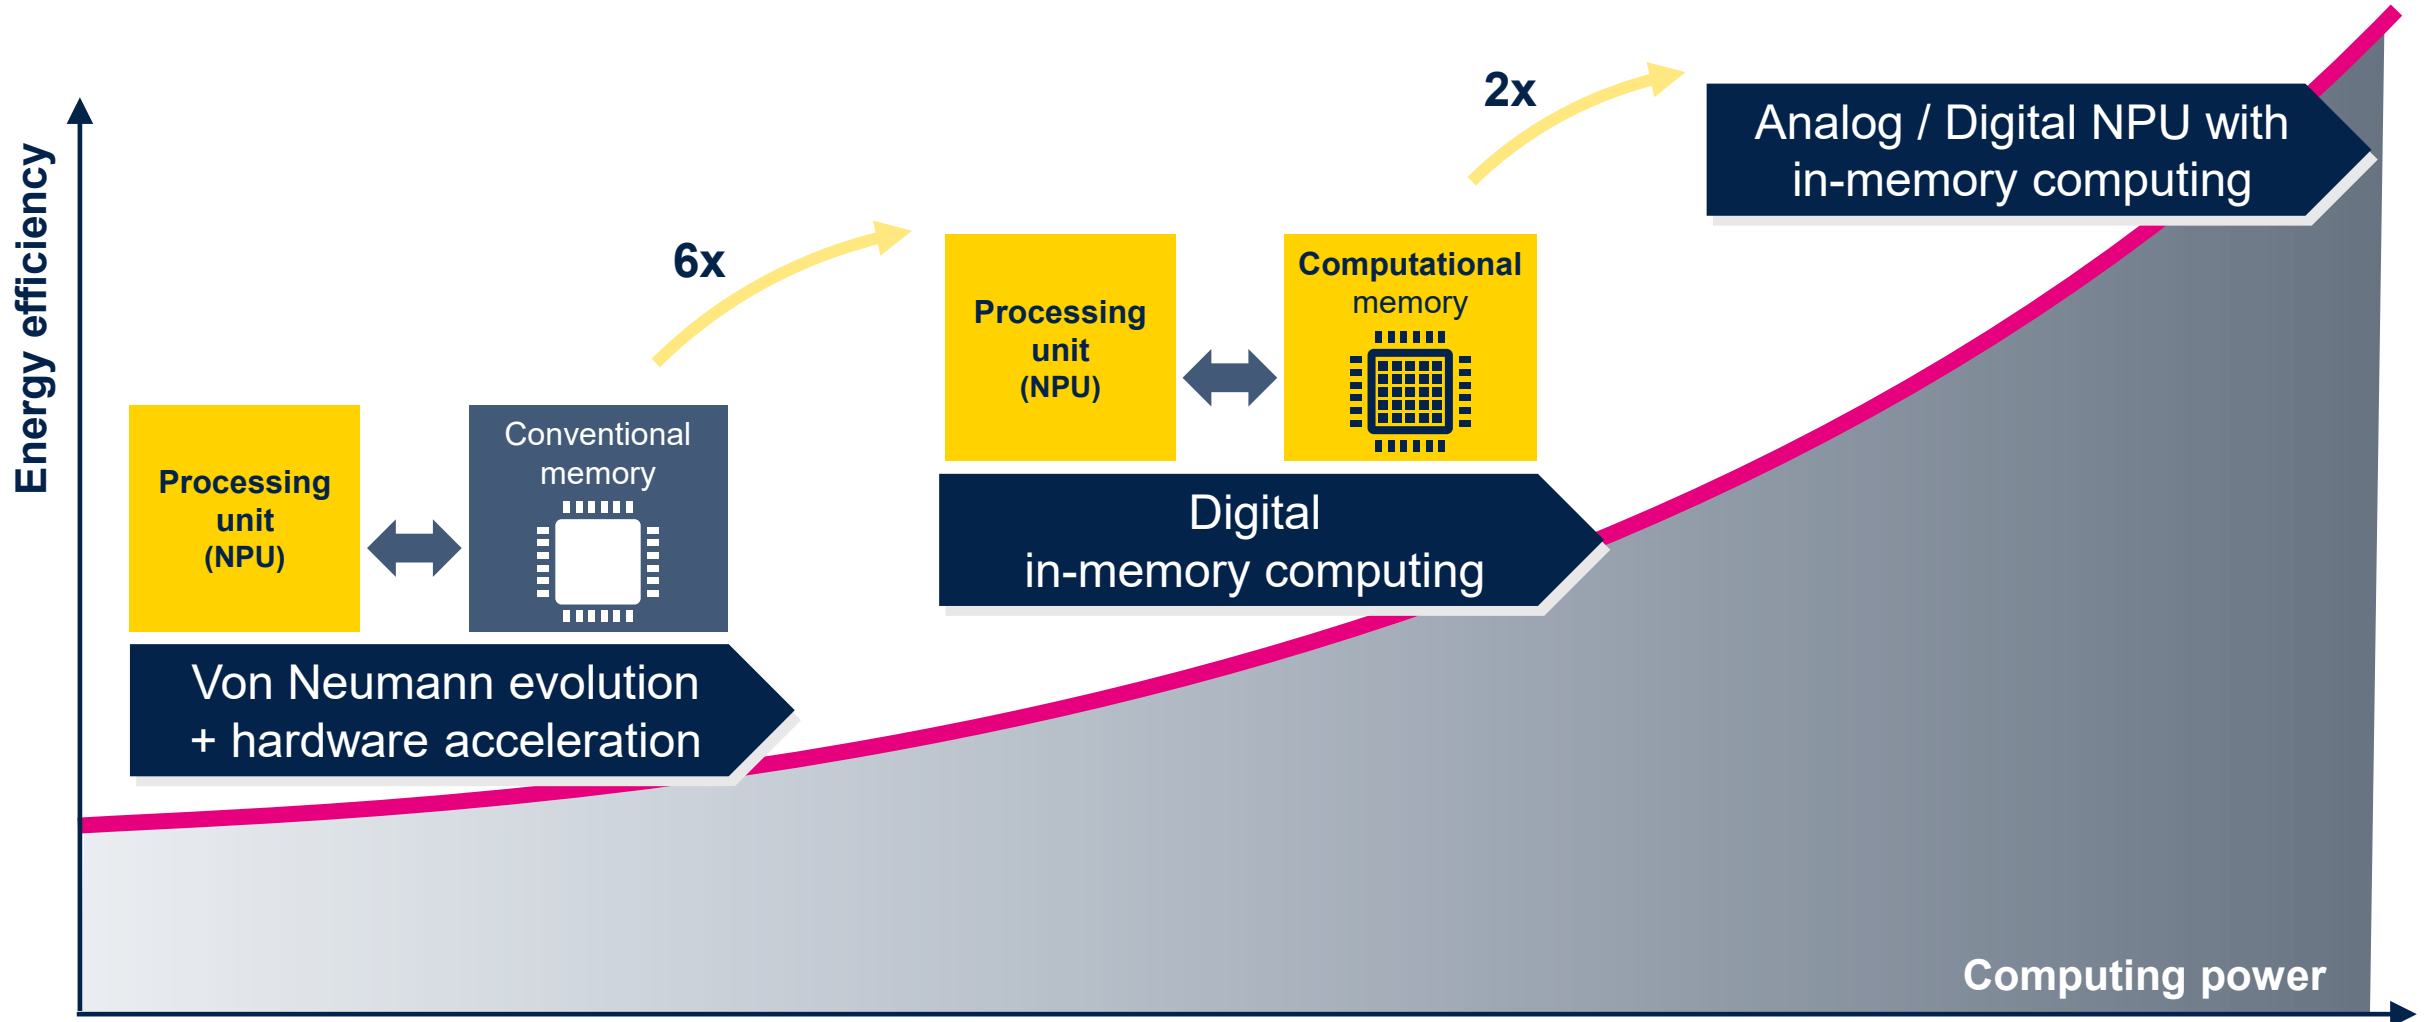 Energy efficiency
Processing
unit
(NPU)
Conventional
memory
Von Neumann evolution
+ hardware acceleration
6x
Processing
unit
(NPU)
Computational
memory
Digital
in-memory computing
2x
Analog / Digital NPU with
in-memory computing
Computing power